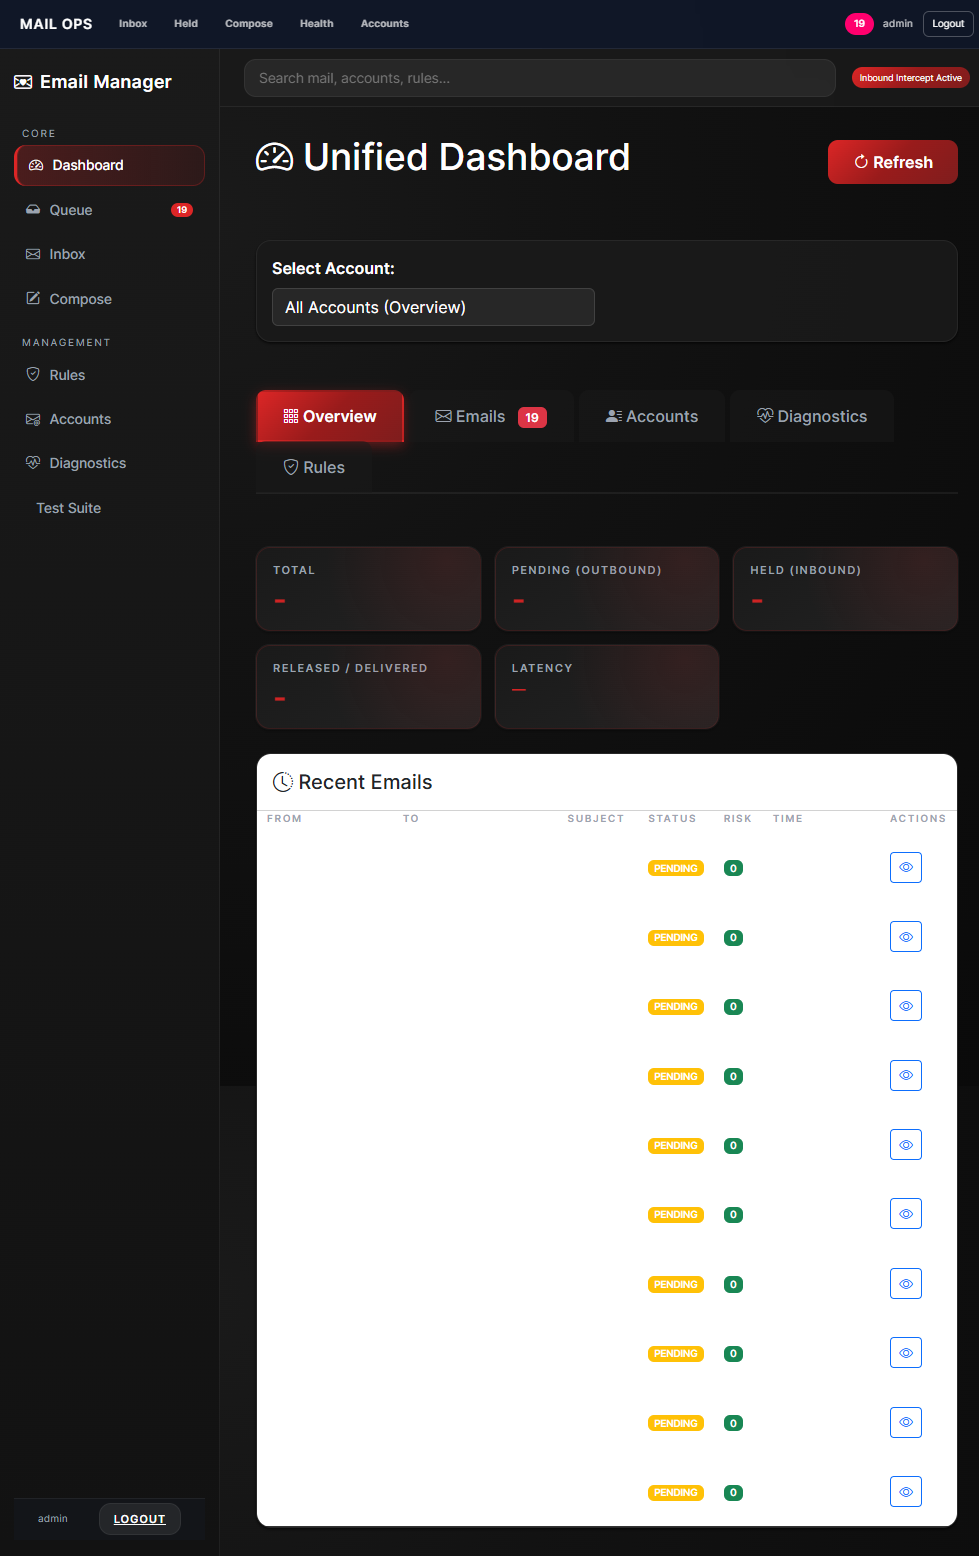 MAIL OPS Inbox Held Compose Health Accounts 19 admin Logout
Email Manager
Search mail, accounts, rules...
Inbound Intercept Active
CORE
Dashboard
Queue 19
Inbox
Compose
MANAGEMENT
Rules
Accounts
Diagnostics
Test Suite
admin LOGOUT
Unified Dashboard
Refresh
Select Account:
All Accounts (Overview)
Overview Emails 19 Accounts Diagnostics
Rules
TOTAL
-
PENDING (OUTBOUND)
-
HELD (INBOUND)
-
RELEASED / DELIVERED
-
LATENCY
—
Recent Emails
FROM TO SUBJECT STATUS RISK TIME ACTIONS
PENDING 0
PENDING 0
PENDING 0
PENDING 0
PENDING 0
PENDING 0
PENDING 0
PENDING 0
PENDING 0
PENDING 0